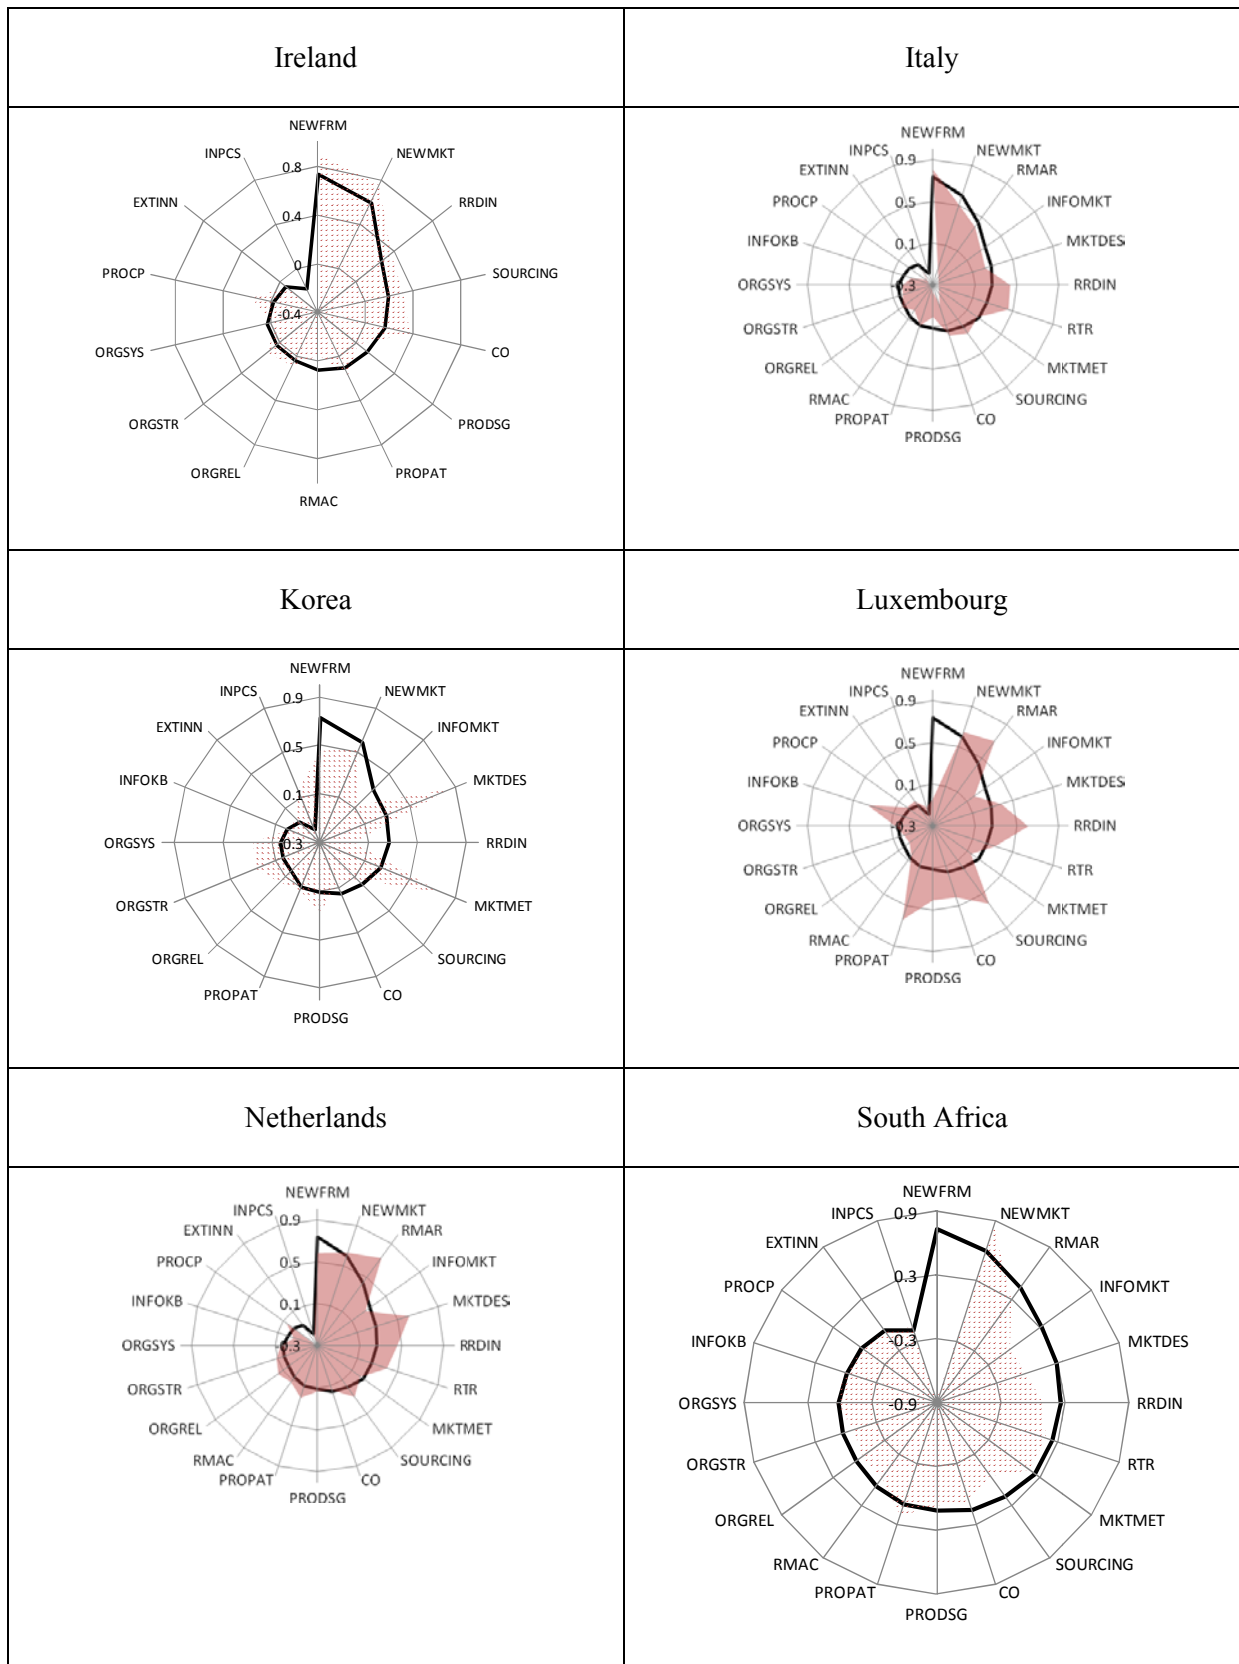 Ireland
Italy
NEWFRM
INPCS
NEWMKT
0.8
EXTINN
RRDIN
0.4
PROCP
0
SOURCING
-0.4
ORGSYS
CO
ORGSTR
PRODSG
ORGREL
PROPAT
RMAC
NEWFRM
INPCS
NEWMKT
0.9
EXTINN
RMAR
PROCP
0.5
INFOMKT
INFOKB
0.1
MKTDES
ORGSYS
-0.3
RRDIN
ORGSTR
RTR
ORGREL
MKTMET
RMAC
SOURCING
PROPAT
CO
PRODSG
Korea
Luxembourg
NEWFRM
INPCS
NEWMKT
0.9
EXTINN
INFOMKT
0.5
INFOKB
MKTDES
0.1
ORGSYS
-0.3
RRDIN
ORGSTR
MKTMET
ORGREL
SOURCING
PROPAT
CO
PRODSG
NEWFRM
INPCS
NEWMKT
0.9
EXTINN
RMAR
PROCP
0.5
INFOMKT
INFOKB
0.1
MKTDES
ORGSYS
-0.3
RRDIN
ORGSTR
RTR
ORGREL
MKTMET
RMAC
SOURCING
PROPAT
CO
PRODSG
Netherlands
South Africa
NEWFRM
INPCS
NEWMKT
0.9
EXTINN
RMAR
PROCP
0.5
INFOMKT
INFOKB
0.1
MKTDES
ORGSYS
-0.3
RRDIN
ORGSTR
RTR
ORGREL
MKTMET
RMAC
SOURCING
PROPAT
CO
PRODSG
NEWFRM
INPCS
NEWMKT
0.9
EXTINN
RMAR
PROCP
0.3
INFOMKT
INFOKB
-0.3
MKTDES
ORGSYS
-0.9
RRDIN
ORGSTR
RTR
ORGREL
MKTMET
RMAC
SOURCING
PROPAT
CO
PRODSG